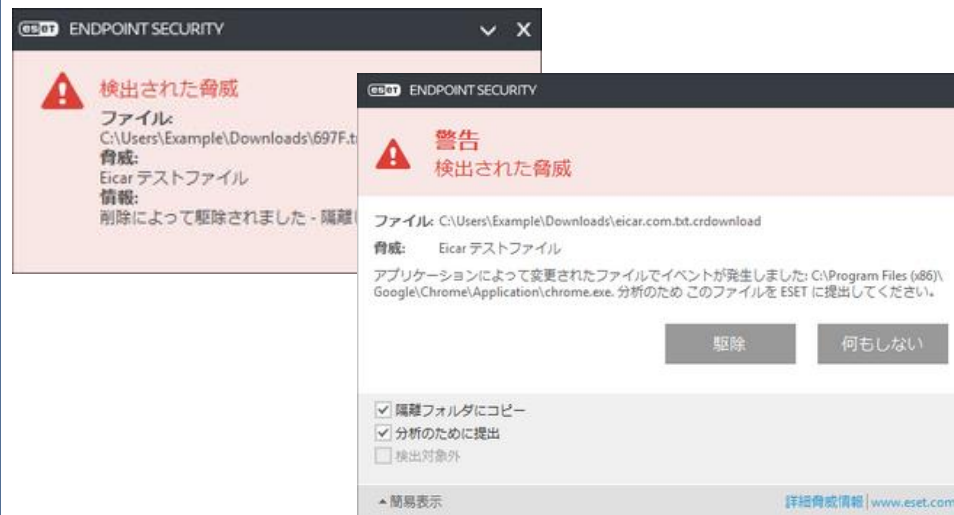 eset ENDPOINT SECURITY
検出された脅威
ファイル:
C:\Users\Example\Downloads\697F.t
脅威:
Eicar テストファイル
情報:
削除によって駆除されました - 隔離
eset ENDPOINT SECURITY
警告
検出された脅威
ファイル: C:\Users\Example\Downloads\eicar.com.txt.crdownload
脅威: Eicar テストファイル
アプリケーションによって変更されたファイルでイベントが発生しました: C:\Program Files (x86)\
Google\Chrome\Application\chrome.exe. 分析のため このファイルを ESET に提出してください。
駆除 何もしない
隔離フォルダにコピー
分析のために提出
検出対象外
簡易表示 詳細脅威情報 | www.eset.com